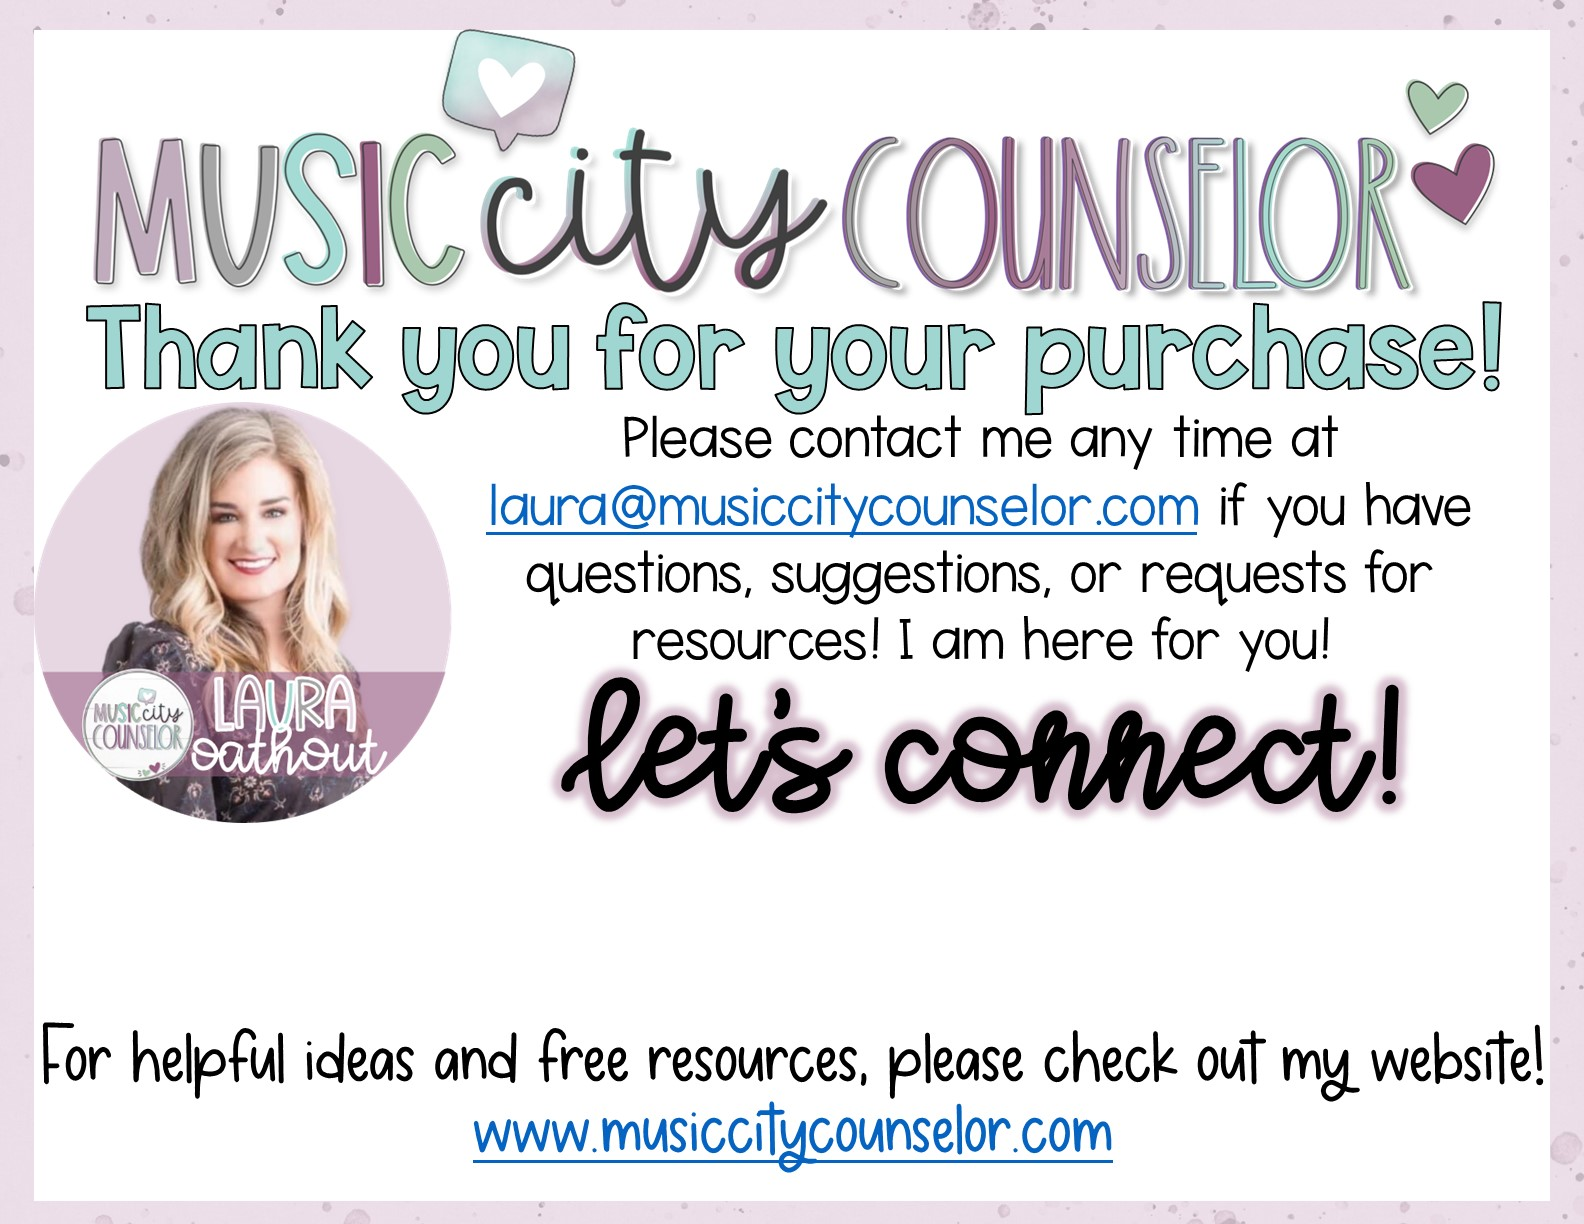 MUSIC city COUNSELOR
Thank you for your purchase!
Please contact me any time at
laura@musiccitycounselor.com if you have
questions, suggestions, or requests for
resources! I am here for you!
MUSIC city
COUNSELOR
LAURA
oathout
let's connect!
For helpful ideas and free resources, please check out my website!
www.musiccitycounselor.com